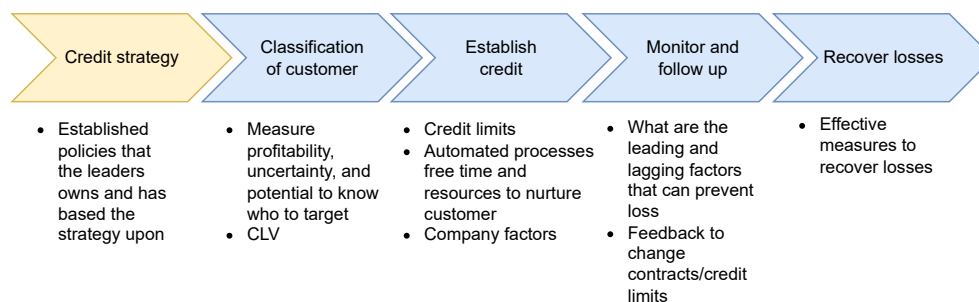 Credit strategy
Classification
of customer
Establish
credit
Monitor and
follow up
Recover losses
• Established
policies that
the leaders
owns and has
based the
strategy upon
• Measure
profitability,
uncertainty, and
potential to know
who to target
• CLV
• Credit limits
• Automated processes
free time and
resources to nurture
customer
• Company factors
• What are the
leading and
lagging factors
that can prevent
loss
• Feedback to
change
contracts/credit
limits
• Effective
measures to
recover losses